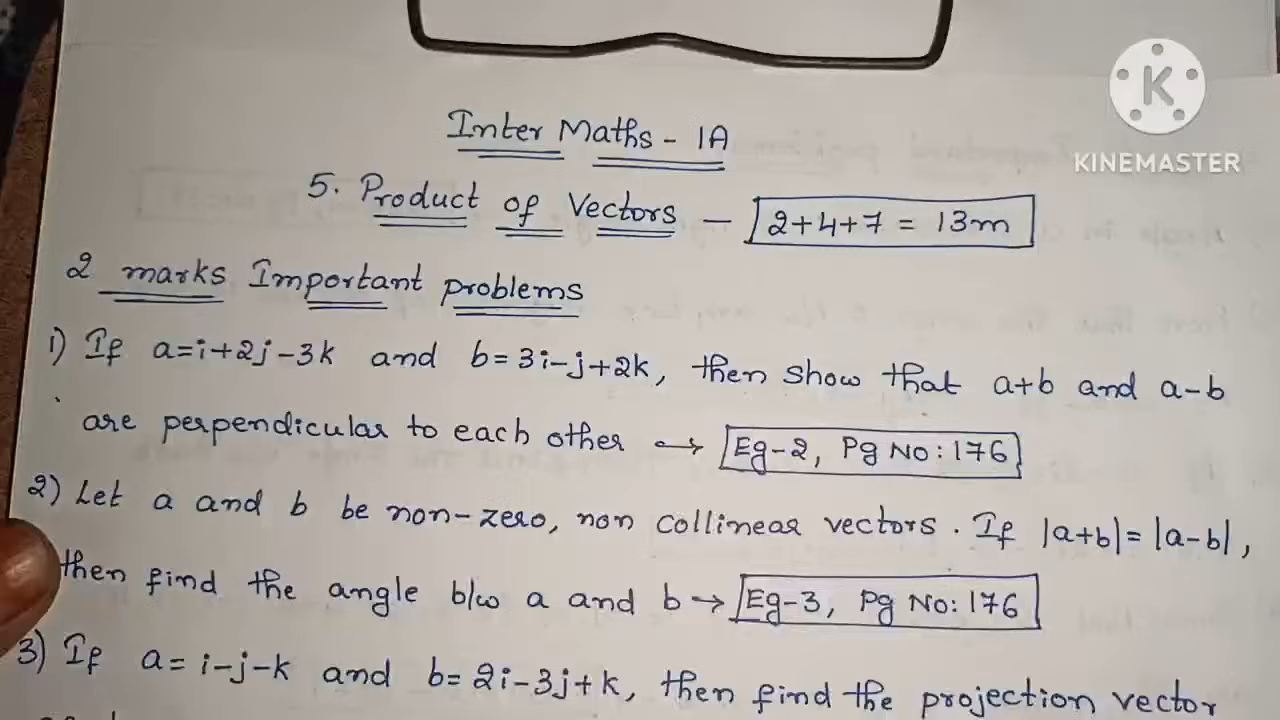 Inter Maths - 1A
5. Product of Vectors - 2+4+7 = 13m
2 marks Important problems
1) If a=i+2j-3k and b=3i-j+2k, then show that a+b and a-b
are perpendicular to each other → Eg-2, Pg No:176
2) Let a and b be non-zero, non collinear vectors. If |a+b|=|a-b|,
then find the angle b/w a and b → Eg-3, Pg No:176
3) If a= i-j-k and b= 2i-3j+k, then find the projection vector
K
KINEMASTER